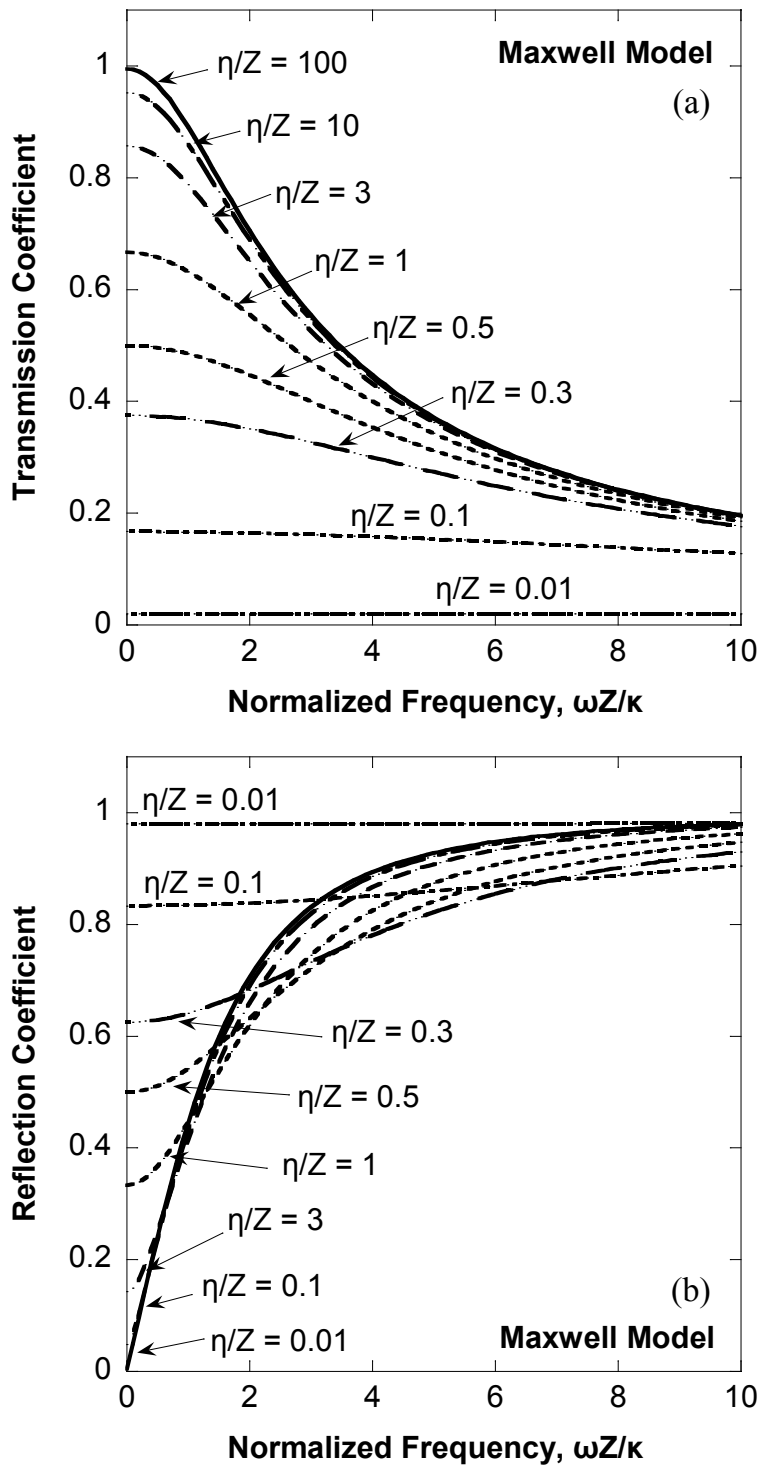 Maxwell Model
(a)
η/Z = 100
η/Z = 10
η/Z = 3
η/Z = 1
η/Z = 0.5
η/Z = 0.3
η/Z = 0.1
η/Z = 0.01
Transmission Coefficient
1
0.8
0.6
0.4
0.2
0
0 2 4 6 8 10
Normalized Frequency, ωZ/κ
η/Z = 0.01
η/Z = 0.1
η/Z = 0.3
η/Z = 0.5
η/Z = 1
η/Z = 3
η/Z = 0.1
η/Z = 0.01
(b)
Maxwell Model
Reflection Coefficient
1
0.8
0.6
0.4
0.2
0
0 2 4 6 8 10
Normalized Frequency, ωZ/κ